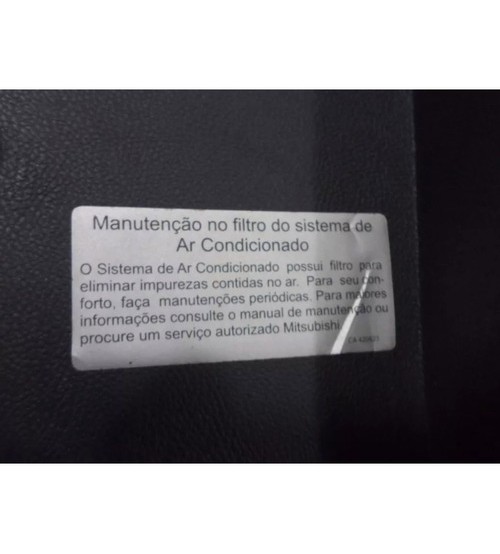 Manutenção no filtro do sistema de
Ar Condicionado
O Sistema de Ar Condicionado possui filtro para
eliminar impurezas contidas no ar. Para seu con-
forto, faça manutenções periódicas. Para maiores
informações consulte o manual de manutenção ou
procure um serviço autorizado Mitsubishi.